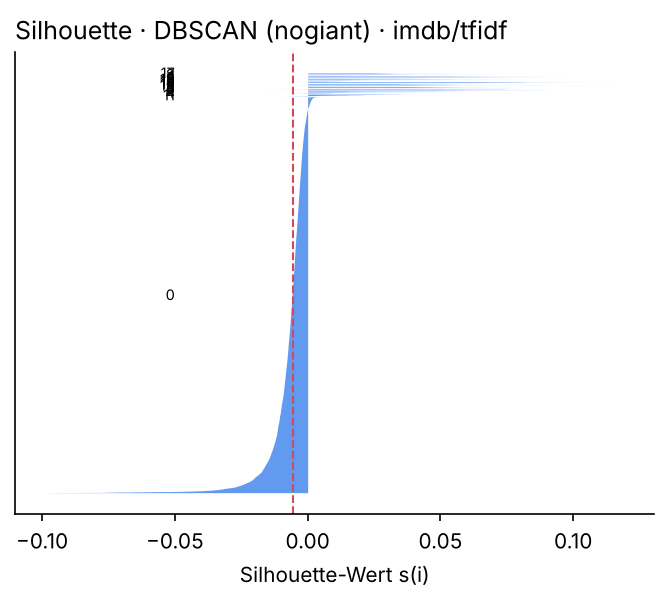 Silhouette · DBSCAN (nogiant) · imdb/tfidf
0
−0.10 −0.05 0.00 0.05 0.10
Silhouette-Wert s(i)